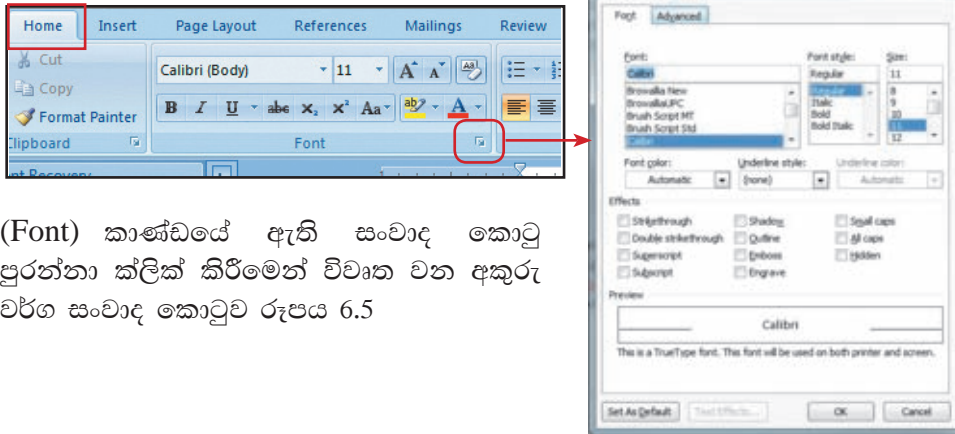 Home Insert Page Layout References Mailings Review
Cut
Copy
Format Painter
Clipboard
Calibri (Body) 11 A A Aa
B I U abc X₂ X² Aa ab A
Font
(Font) කාණ්ඩයේ ඇති සංවාද කොටු
පුරන්නා ක්ලික් කිරීමෙන් විවෘත වන අකුරු
වර්ග සංවාද කොටුව රූපය 6.5
Font Advanced
Font: Font style: Size:
Calibri Regular 11
Browalla New Regular 8
BrowalliaUPC Italic 9
Brush Script MT Bold 10
Brush Script Std Bold Italic 11
Calibri 12
Font color: Underline style: Underline color:
Automatic (none) Automatic
Effects
Strikethrough Shadow Small caps
Double strikethrough Outline All caps
Superscript Emboss Hidden
Subscript Engrave
Preview
Calibri
This is a TrueType font. This font will be used on both printer and screen.
Set As Default Text Effects... OK Cancel